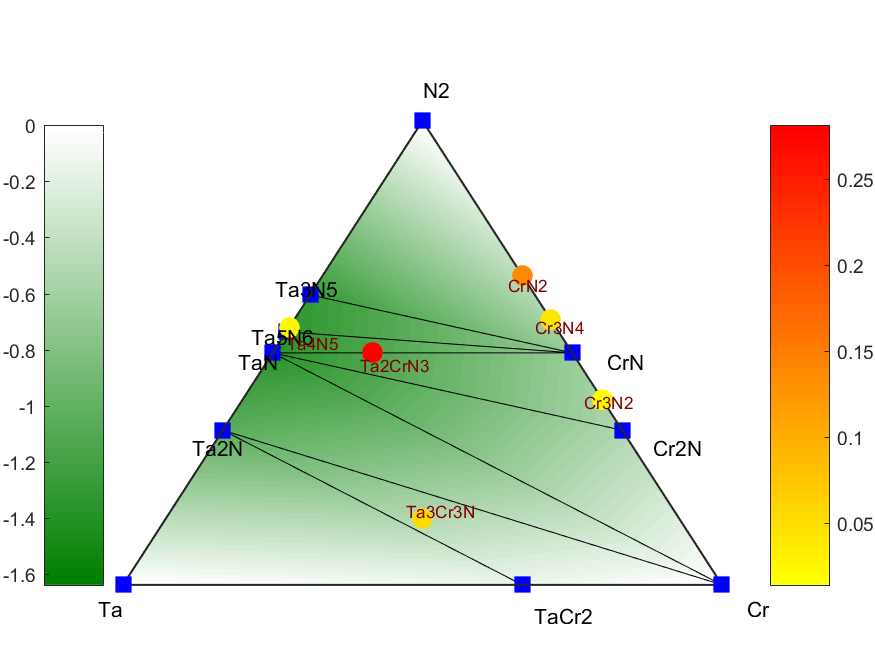 N2
0
-0.2
-0.4
-0.6
-0.8
-1
-1.2
-1.4
-1.6
0.25
0.2
0.15
0.1
0.05
CrN2
Ta3N5
Cr3N4
Ta5N6
Ta4N5
TaN
Ta2CrN3
CrN
Cr3N2
Ta2N
Cr2N
Ta3Cr3N
Ta
TaCr2
Cr